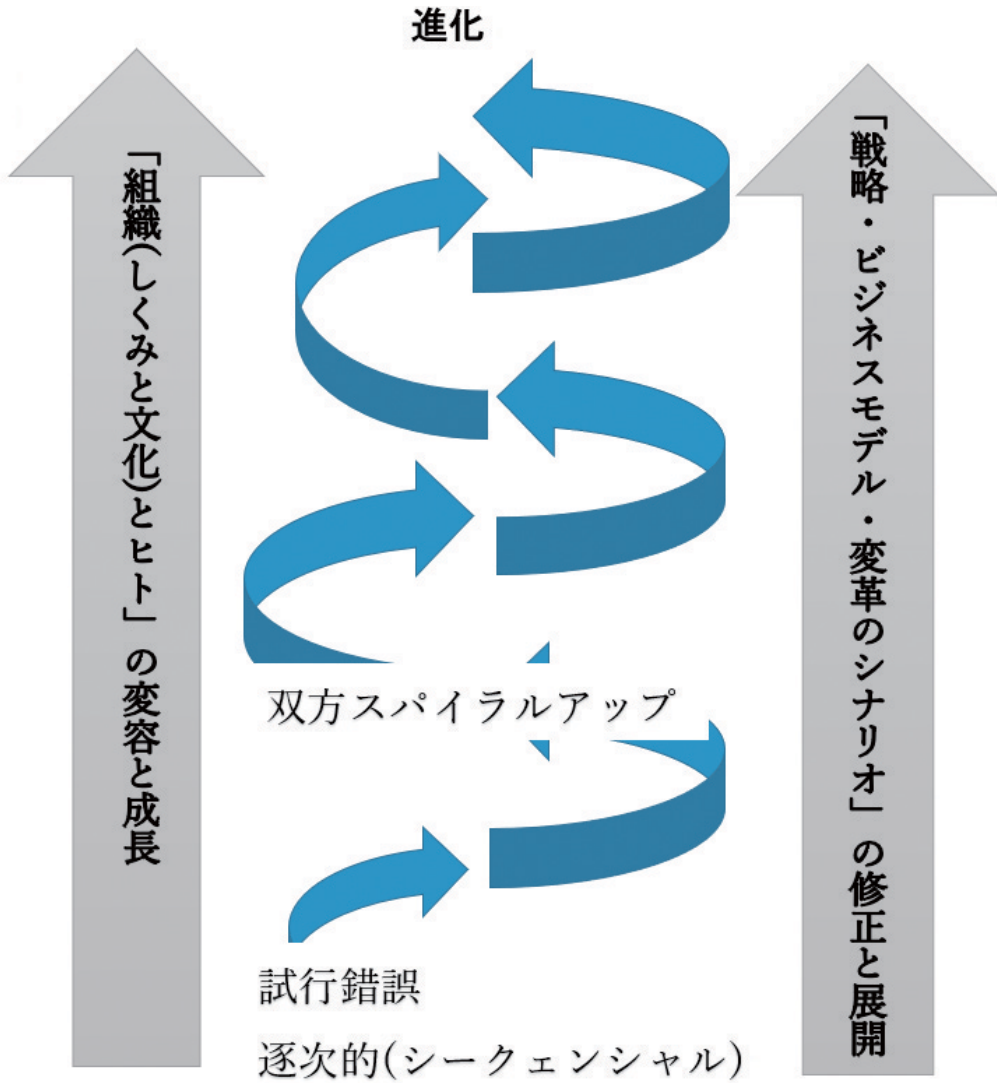 進化
「組織(しくみと文化)とヒト」の変容と成長
「戦略・ビジネスモデル・変革のシナリオ」の修正と展開
双方スパイラルアップ
試行錯誤
逐次的(シークェンシャル)